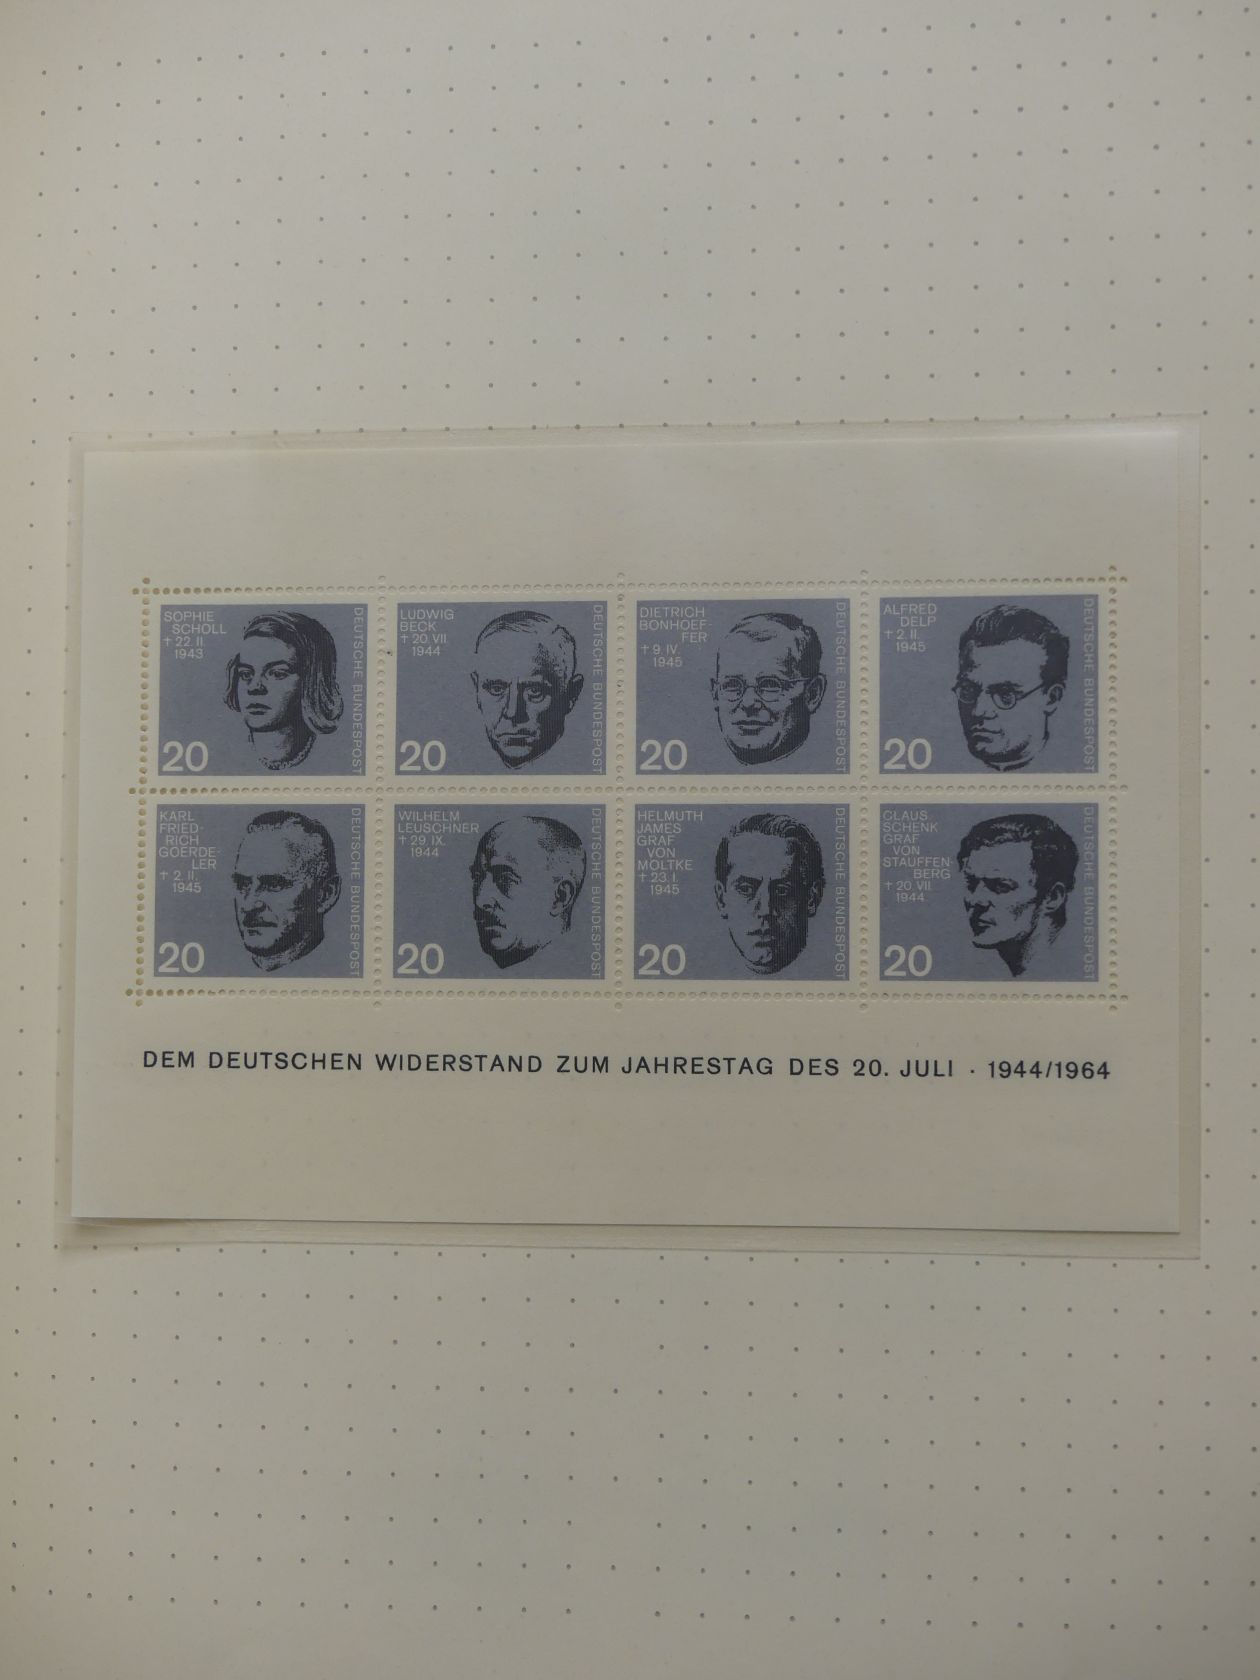 SOPHIE
SCHOLL
† 22. II.
1943
20
DEUTSCHE BUNDESPOST
LUDWIG
BECK
† 20. VII.
1944
20
DEUTSCHE BUNDESPOST
DIETRICH
BONHOEF-
FER
† 9. IV.
1945
20
DEUTSCHE BUNDESPOST
ALFRED
DELP
† 2. II.
1945
20
DEUTSCHE BUNDESPOST
KARL
FRIED-
RICH
GOERDE-
LER
† 2. II.
1945
20
DEUTSCHE BUNDESPOST
WILHELM
LEUSCHNER
† 29. IX.
1944
20
DEUTSCHE BUNDESPOST
HELMUTH
JAMES
GRAF
VON
MOLTKE
† 23. I.
1945
20
DEUTSCHE BUNDESPOST
CLAUS
SCHENK
GRAF
VON
STAUFFEN
BERG
† 20 VII
1944
20
DEUTSCHE BUNDESPOST
DEM DEUTSCHEN WIDERSTAND ZUM JAHRESTAG DES 20. JULI · 1944/1964